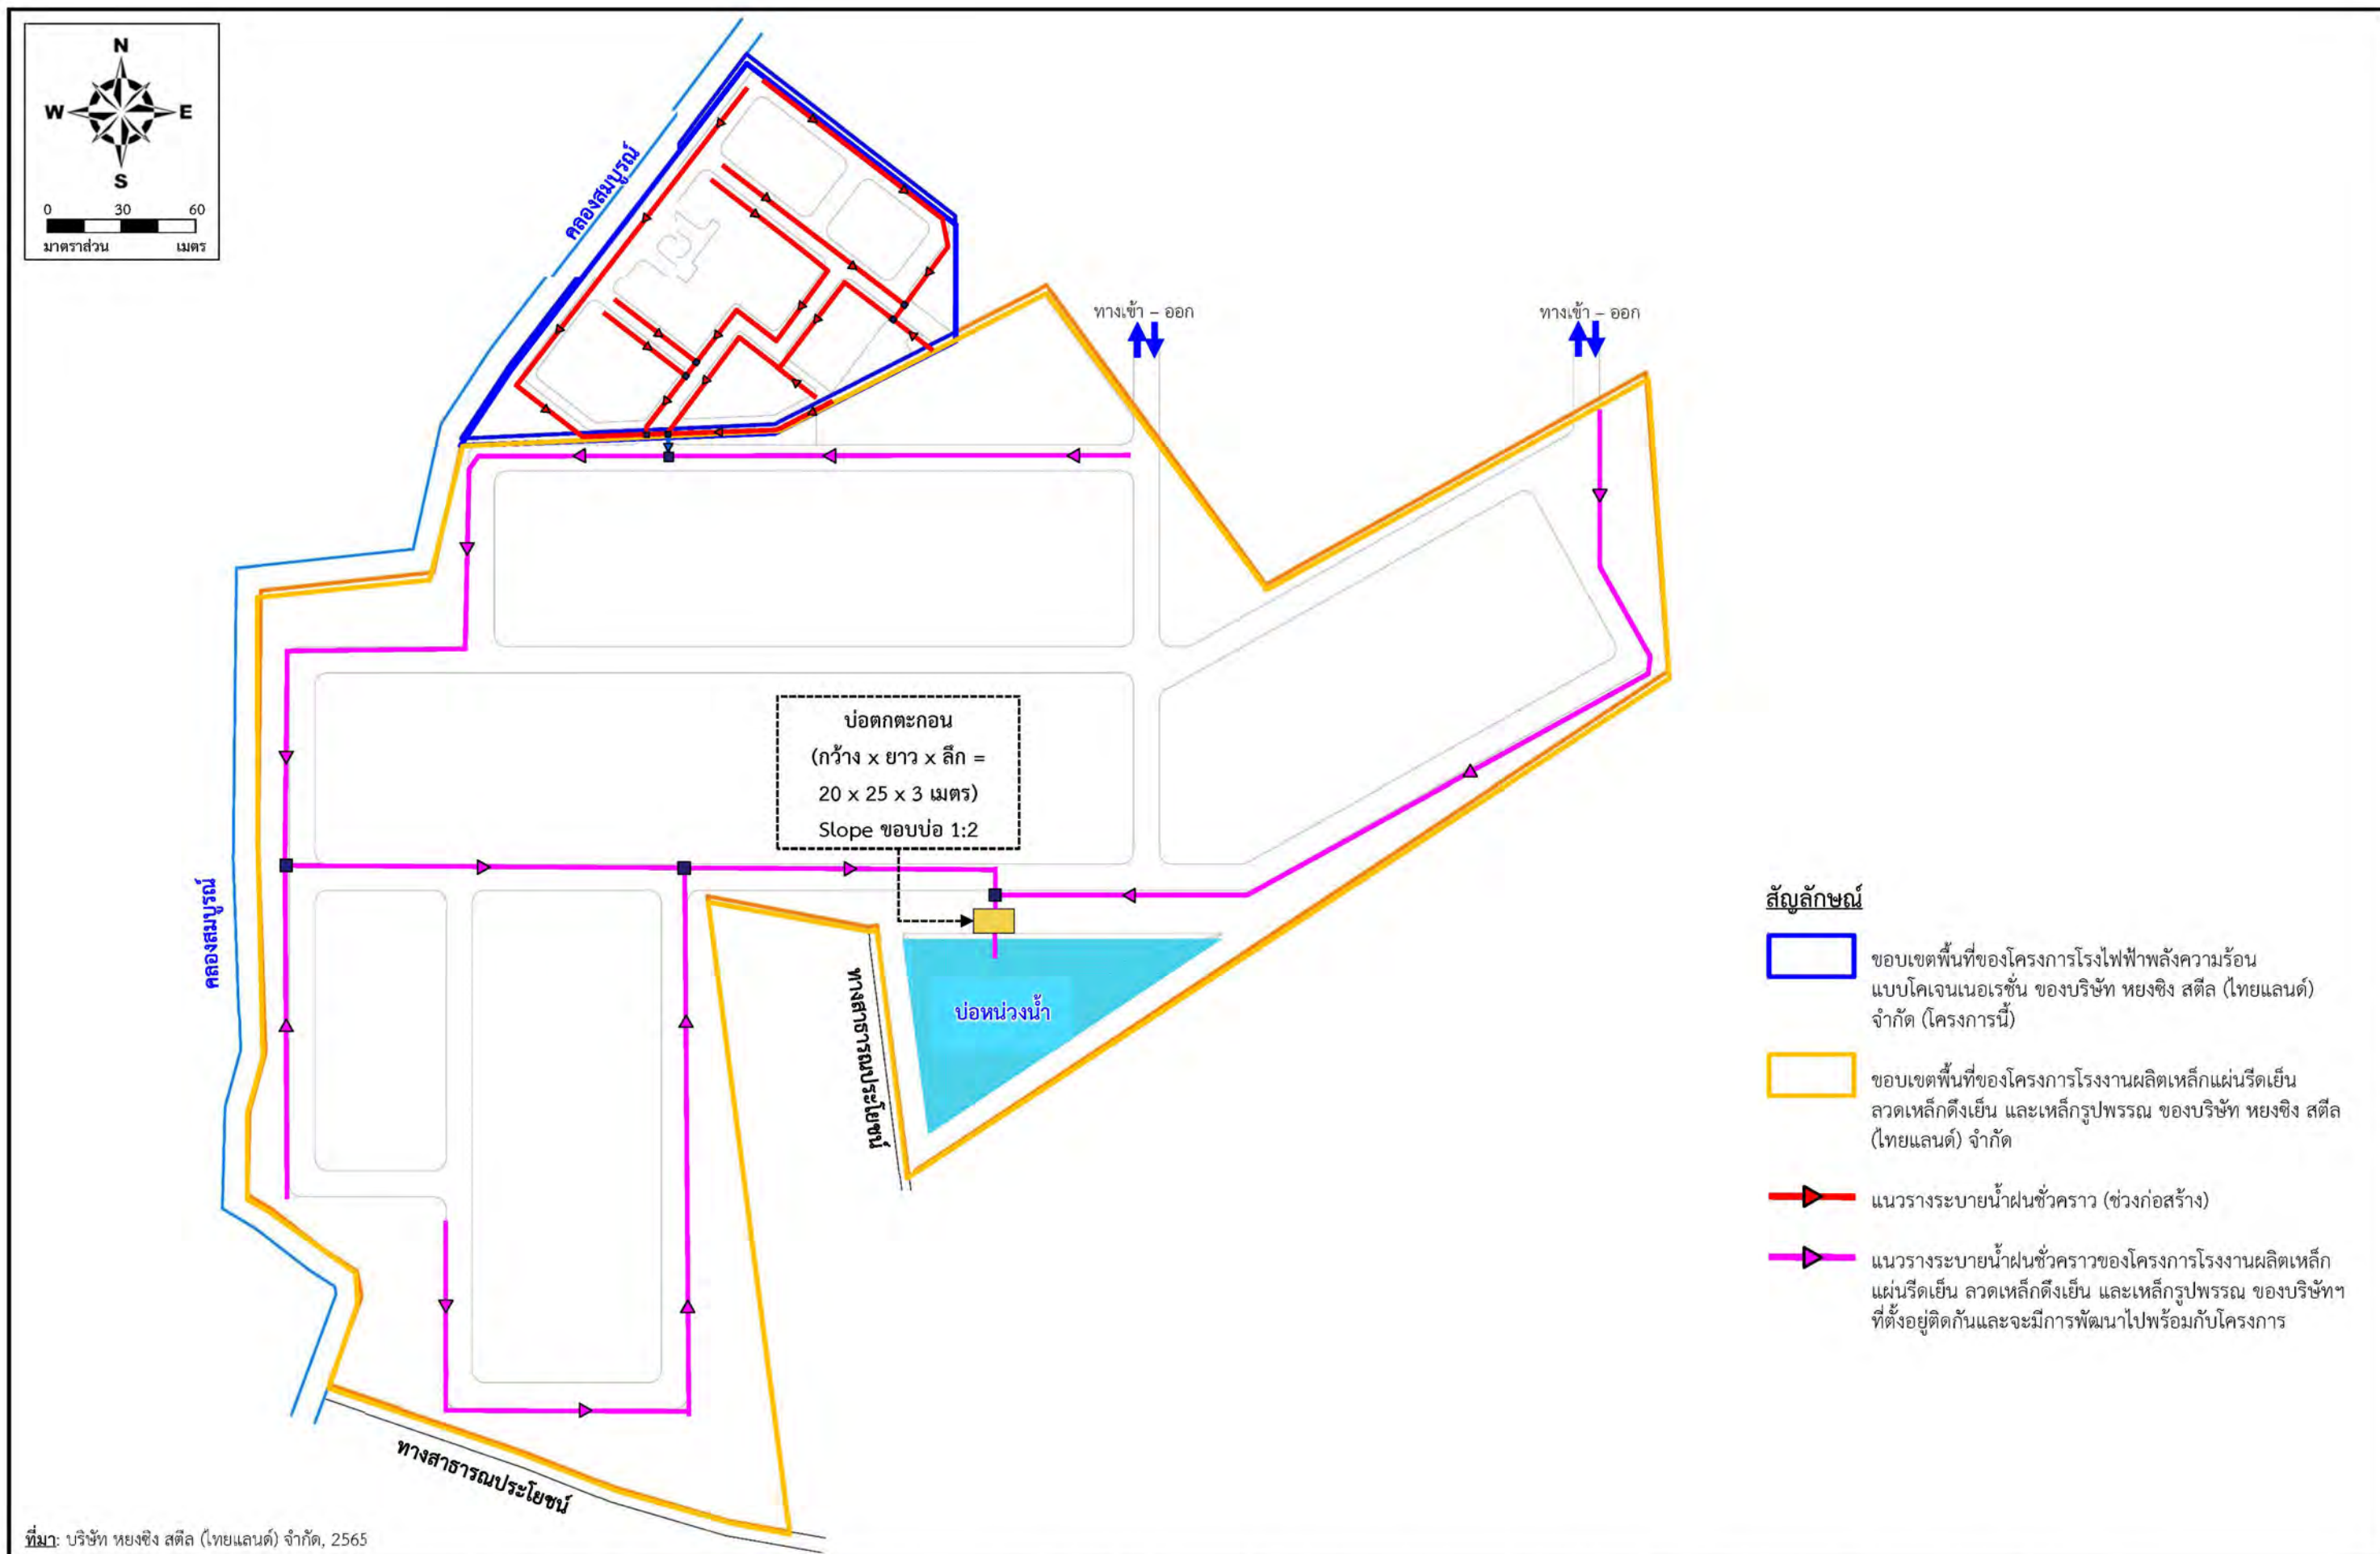 N
W E
S
0 30 60
มาตราส่วน เมตร
คลองสมบูรณ์
ทางเข้า – ออก
ทางเข้า – ออก
บ่อตกตะกอน
(กว้าง x ยาว x ลึก =
20 x 25 x 3 เมตร)
Slope ขอบบ่อ 1:2
คลองสมบูรณ์
ทางสาธารณประโยชน์
บ่อหน่วงน้ำ
ทางสาธารณประโยชน์
สัญลักษณ์
ขอบเขตพื้นที่ของโครงการโรงไฟฟ้าพลังความร้อน
แบบโคเจนเนอเรชั่น ของบริษัท หยงซิง สตีล (ไทยแลนด์)
จำกัด (โครงการนี้)
ขอบเขตพื้นที่ของโครงการโรงงานผลิตเหล็กแผ่นรีดเย็น
ลวดเหล็กดึงเย็น และเหล็กรูปพรรณ ของบริษัท หยงซิง สตีล
(ไทยแลนด์) จำกัด
แนวรางระบายน้ำฝนชั่วคราว (ช่วงก่อสร้าง)
แนวรางระบายน้ำฝนชั่วคราวของโครงการโรงงานผลิตเหล็ก
แผ่นรีดเย็น ลวดเหล็กดึงเย็น และเหล็กรูปพรรณ ของบริษัทฯ
ที่ตั้งอยู่ติดกันและจะมีการพัฒนาไปพร้อมกับโครงการ
ที่มา: บริษัท หยงซิง สตีล (ไทยแลนด์) จำกัด, 2565